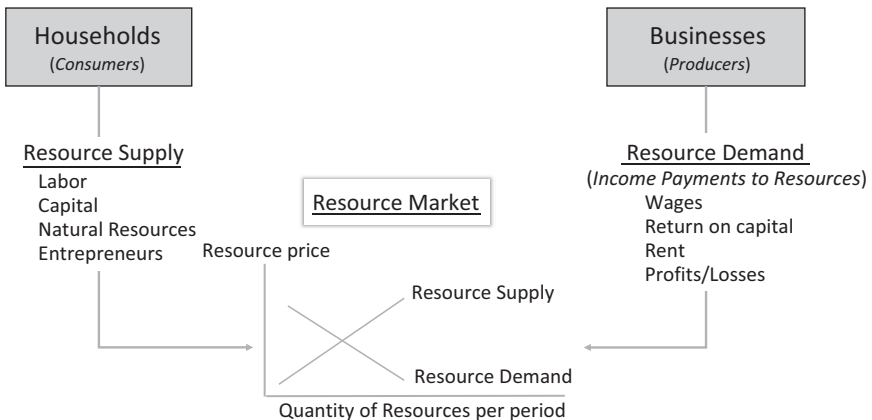 Households
(Consumers)
Businesses
(Producers)
Resource Supply
Labor
Capital
Natural Resources
Entrepreneurs
Resource Demand
(Income Payments to Resources)
Wages
Return on capital
Rent
Profits/Losses
Resource Market
Resource price
Resource Supply
Resource Demand
Quantity of Resources per period